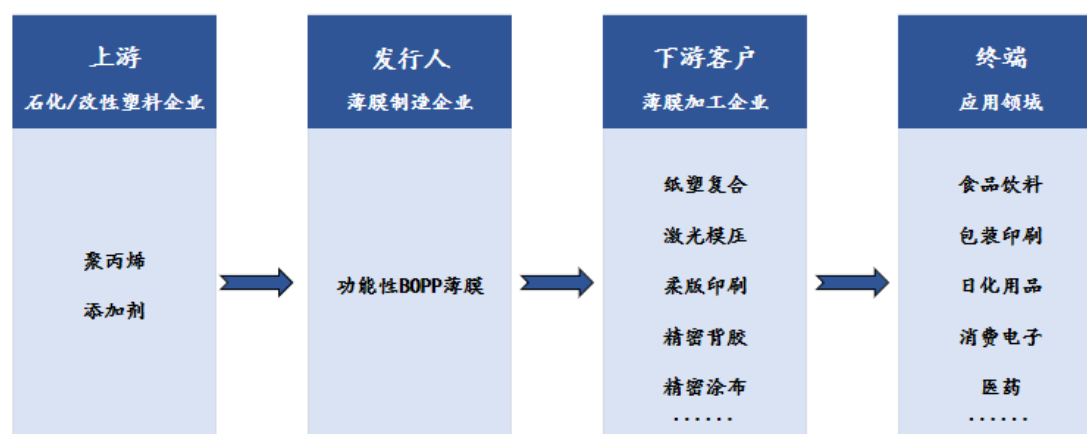 上游
石化/改性塑料企业
聚丙烯
添加剂
发行人
薄膜制造企业
功能性BOPP薄膜
下游客户
薄膜加工企业
纸塑复合
激光模压
柔版印刷
精密背胶
精密涂布
······
终端
应用领域
食品饮料
包装印刷
日化用品
消费电子
医药
······